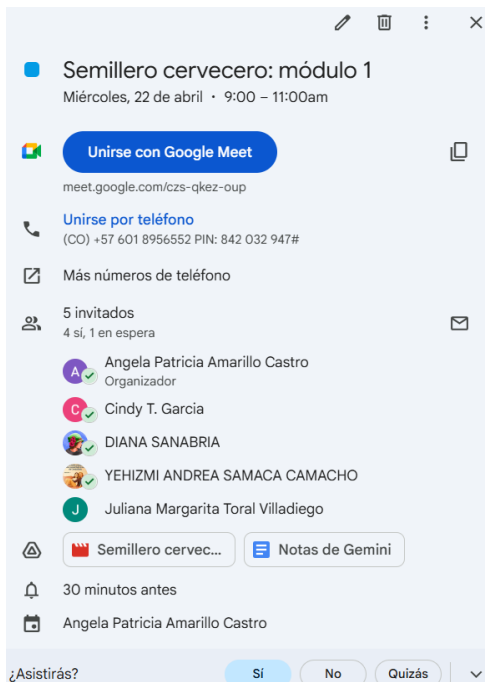 Semillero cervecero: módulo 1
Miércoles, 22 de abril · 9:00 – 11:00am
Unirse con Google Meet
meet.google.com/czs-qkez-oup
Unirse por teléfono
(CO) +57 601 8956552 PIN: 842 032 947#
Más números de teléfono
5 invitados
4 sí, 1 en espera
A
Angela Patricia Amarillo Castro
Organizador
C
Cindy T. Garcia
DIANA SANABRIA
YEHIZMI ANDREA SAMACA CAMACHO
J
Juliana Margarita Toral Villadiego
Semillero cervec...
Notas de Gemini
30 minutos antes
Angela Patricia Amarillo Castro
¿Asistirás?
Sí
No
Quizás